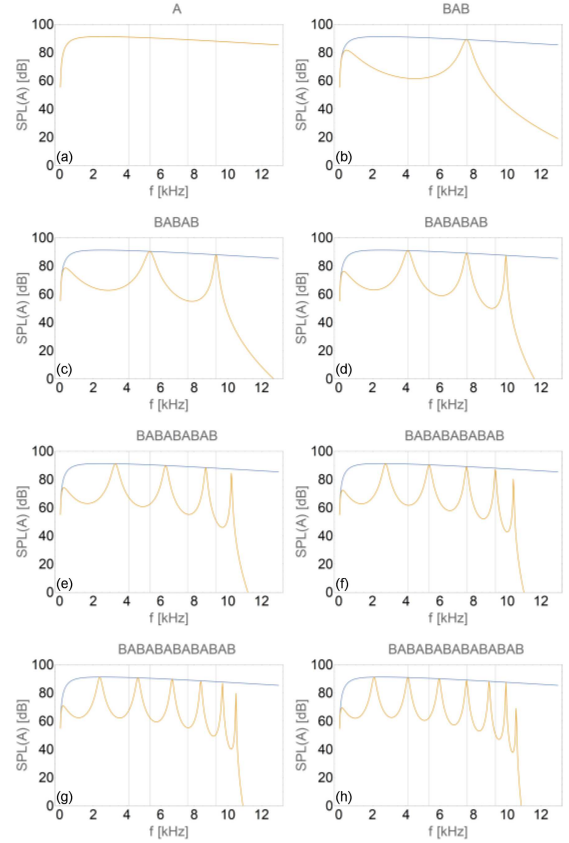 A
BAB
SPL(A) [dB]
100
80
60
40
20
0
(a)
0 2 4 6 8 10 12
f [kHz]
SPL(A) [dB]
100
80
60
40
20
0
(b)
0 2 4 6 8 10 12
f [kHz]
BABAB
BABABAB
SPL(A) [dB]
100
80
60
40
20
0
(c)
0 2 4 6 8 10 12
f [kHz]
SPL(A) [dB]
100
80
60
40
20
0
(d)
0 2 4 6 8 10 12
f [kHz]
BABABABAB
BABABABABAB
SPL(A) [dB]
100
80
60
40
20
0
(e)
0 2 4 6 8 10 12
f [kHz]
SPL(A) [dB]
100
80
60
40
20
0
(f)
0 2 4 6 8 10 12
f [kHz]
BABABABABABAB
BABABABABABABAB
SPL(A) [dB]
100
80
60
40
20
0
(g)
0 2 4 6 8 10 12
f [kHz]
SPL(A) [dB]
100
80
60
40
20
0
(h)
0 2 4 6 8 10 12
f [kHz]